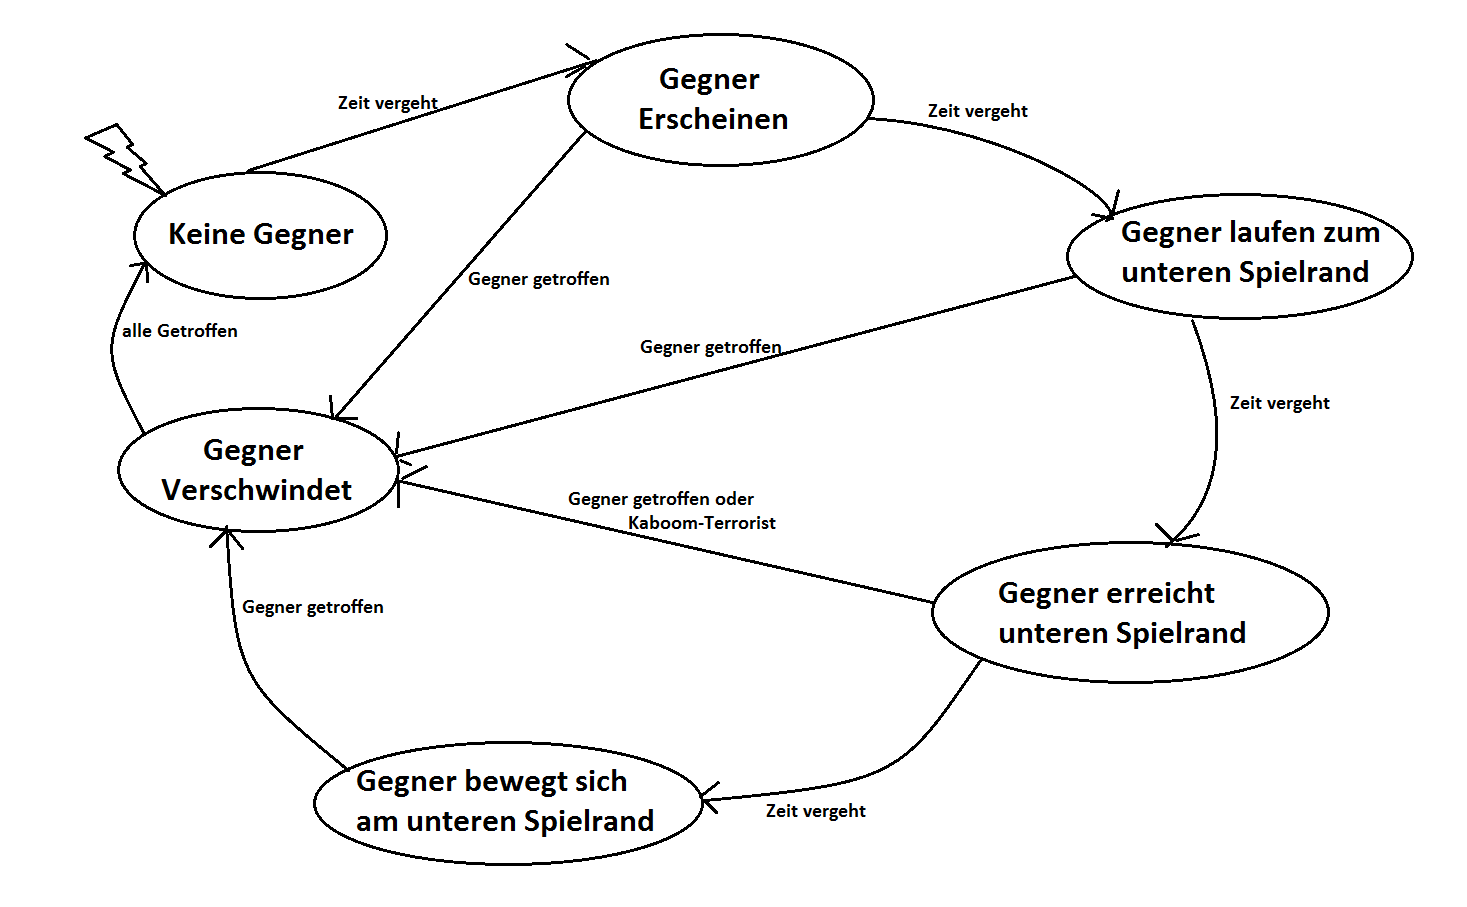 Gegner
Erscheinen
Zeit vergeht
Zeit vergeht
Keine Gegner
Gegner laufen zum
unteren Spielrand
Gegner getroffen
alle Getroffen
Gegner getroffen
Zeit vergeht
Gegner
Verschwindet
Gegner getroffen oder
Kaboom-Terrorist
Gegner erreicht
unteren Spielrand
Gegner getroffen
Gegner bewegt sich
am unteren Spielrand
Zeit vergeht